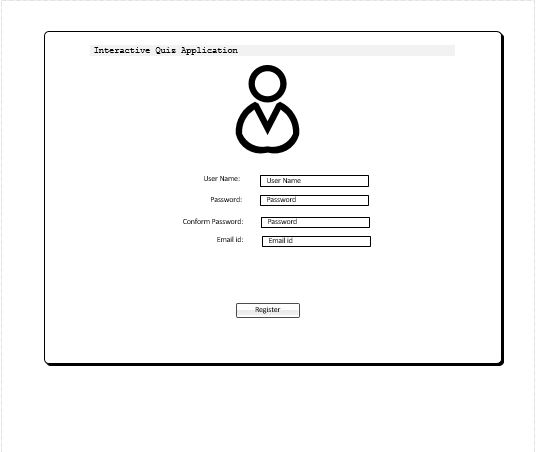 Interactive Quiz Application
User Name: User Name
Password: Password
Conform Password: Password
Email id: Email id
Register